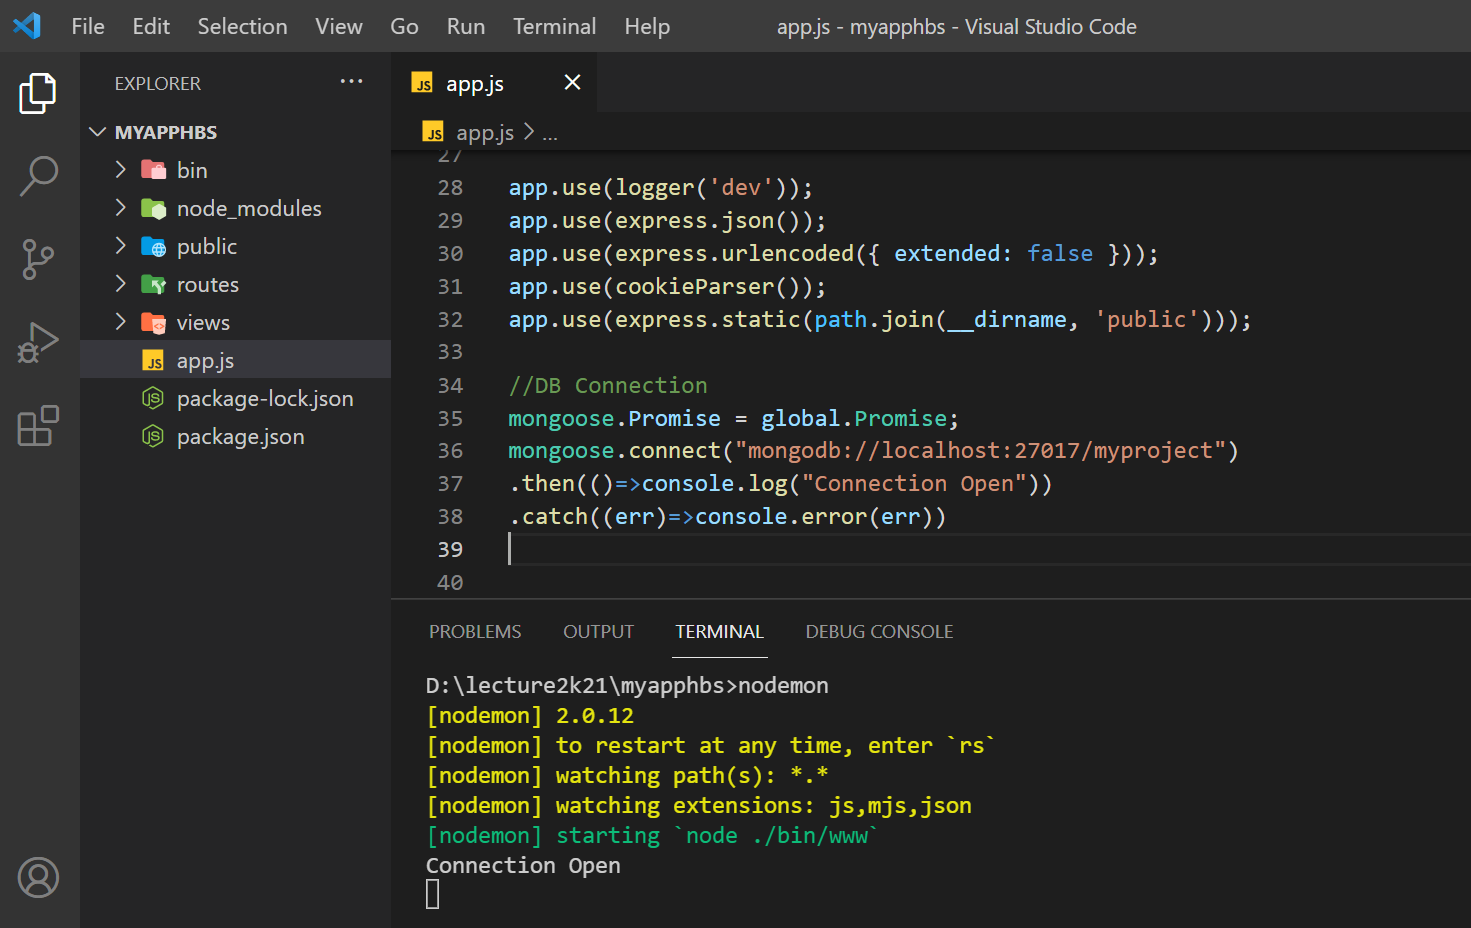 File Edit Selection View Go Run Terminal Help app.js - myapphbs - Visual Studio Code
EXPLORER ...
MYAPPHBS
bin
node_modules
public
routes
views
JS app.js
JS package-lock.json
JS package.json
JS app.js
JS app.js > ...
27
28 app.use(logger('dev'));
29 app.use(express.json());
30 app.use(express.urlencoded({ extended: false }));
31 app.use(cookieParser());
32 app.use(express.static(path.join(__dirname, 'public')));
33
34 //DB Connection
35 mongoose.Promise = global.Promise;
36 mongoose.connect("mongodb://localhost:27017/myproject")
37 .then(()=>console.log("Connection Open"))
38 .catch((err)=>console.error(err))
39
40
PROBLEMS OUTPUT TERMINAL DEBUG CONSOLE
D:\lecture2k21\myapphbs>nodemon
[nodemon] 2.0.12
[nodemon] to restart at any time, enter `rs`
[nodemon] watching path(s): *.*
[nodemon] watching extensions: js,mjs,json
[nodemon] starting `node ./bin/www`
Connection Open